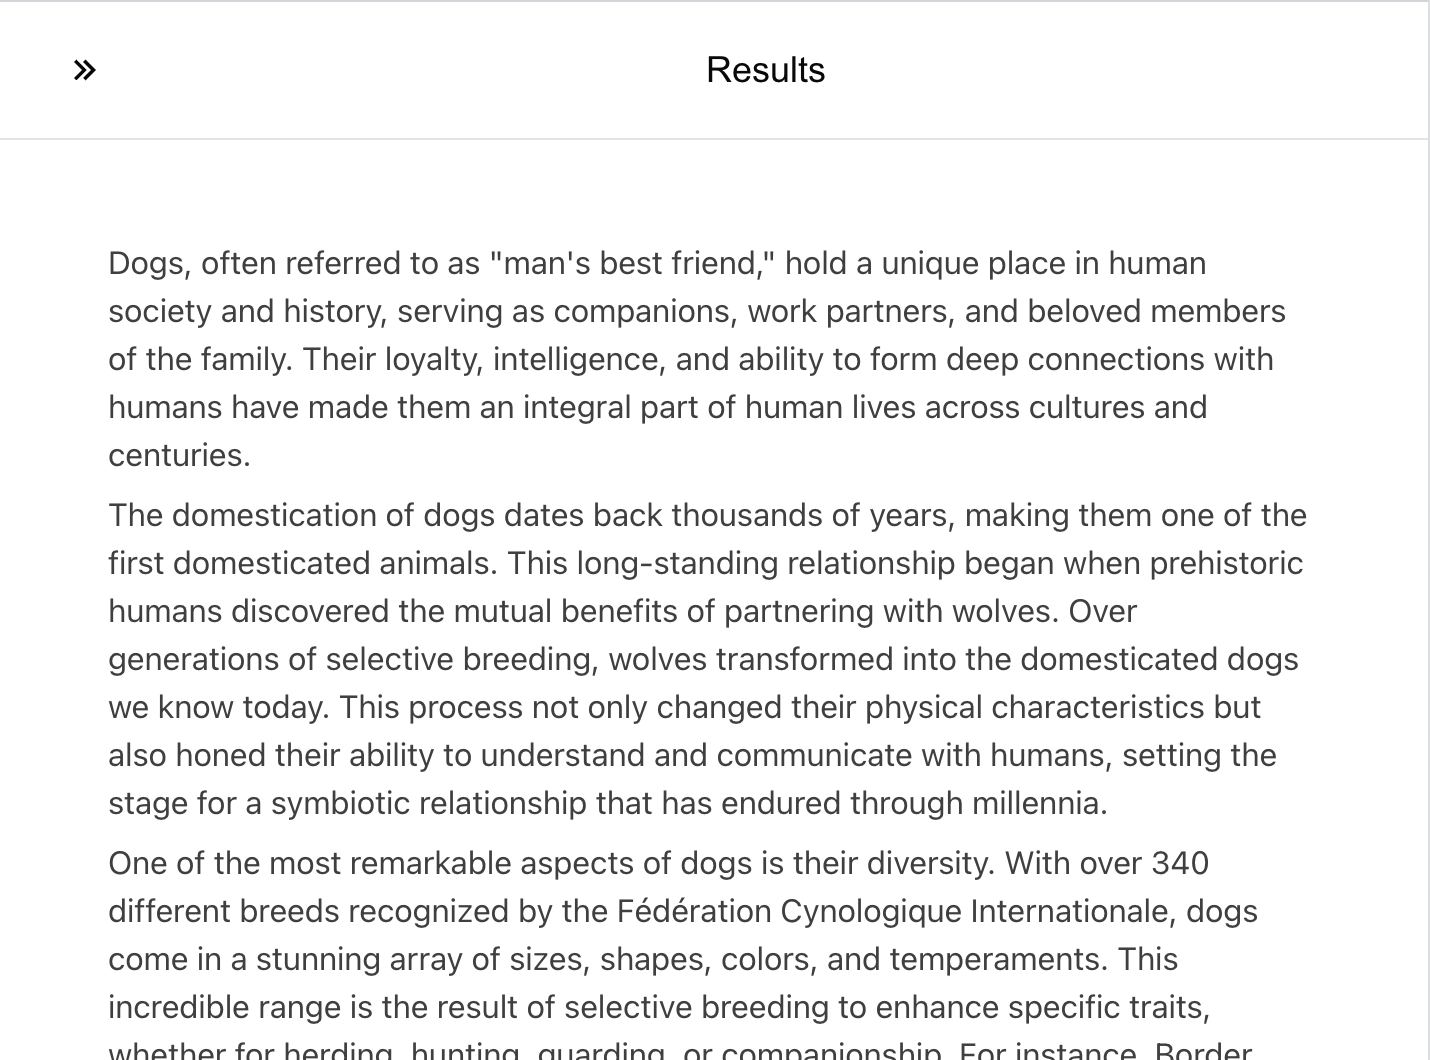 »
Results
Dogs, often referred to as "man's best friend," hold a unique place in human
society and history, serving as companions, work partners, and beloved members
of the family. Their loyalty, intelligence, and ability to form deep connections with
humans have made them an integral part of human lives across cultures and
centuries.
The domestication of dogs dates back thousands of years, making them one of the
first domesticated animals. This long-standing relationship began when prehistoric
humans discovered the mutual benefits of partnering with wolves. Over
generations of selective breeding, wolves transformed into the domesticated dogs
we know today. This process not only changed their physical characteristics but
also honed their ability to understand and communicate with humans, setting the
stage for a symbiotic relationship that has endured through millennia.
One of the most remarkable aspects of dogs is their diversity. With over 340
different breeds recognized by the Fédération Cynologique Internationale, dogs
come in a stunning array of sizes, shapes, colors, and temperaments. This
incredible range is the result of selective breeding to enhance specific traits,
whether for herding, hunting, guarding, or companionship. For instance, Border